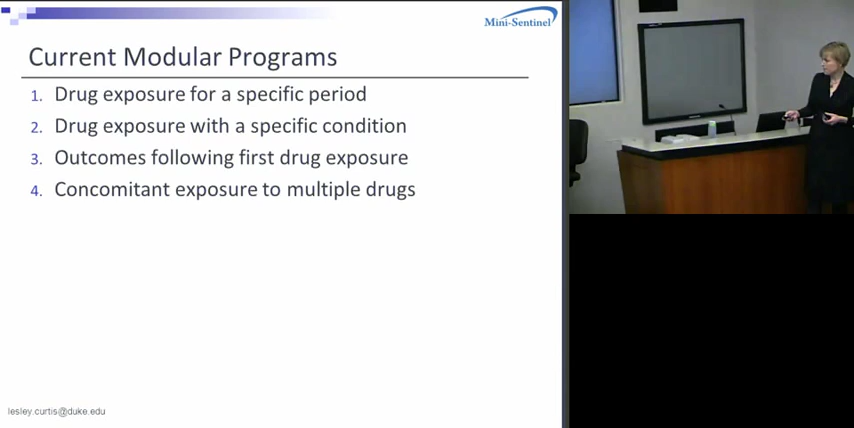 Mini-Sentinel
Current Modular Programs
1. Drug exposure for a specific period
2. Drug exposure with a specific condition
3. Outcomes following first drug exposure
4. Concomitant exposure to multiple drugs
lesley.curtis@duke.edu